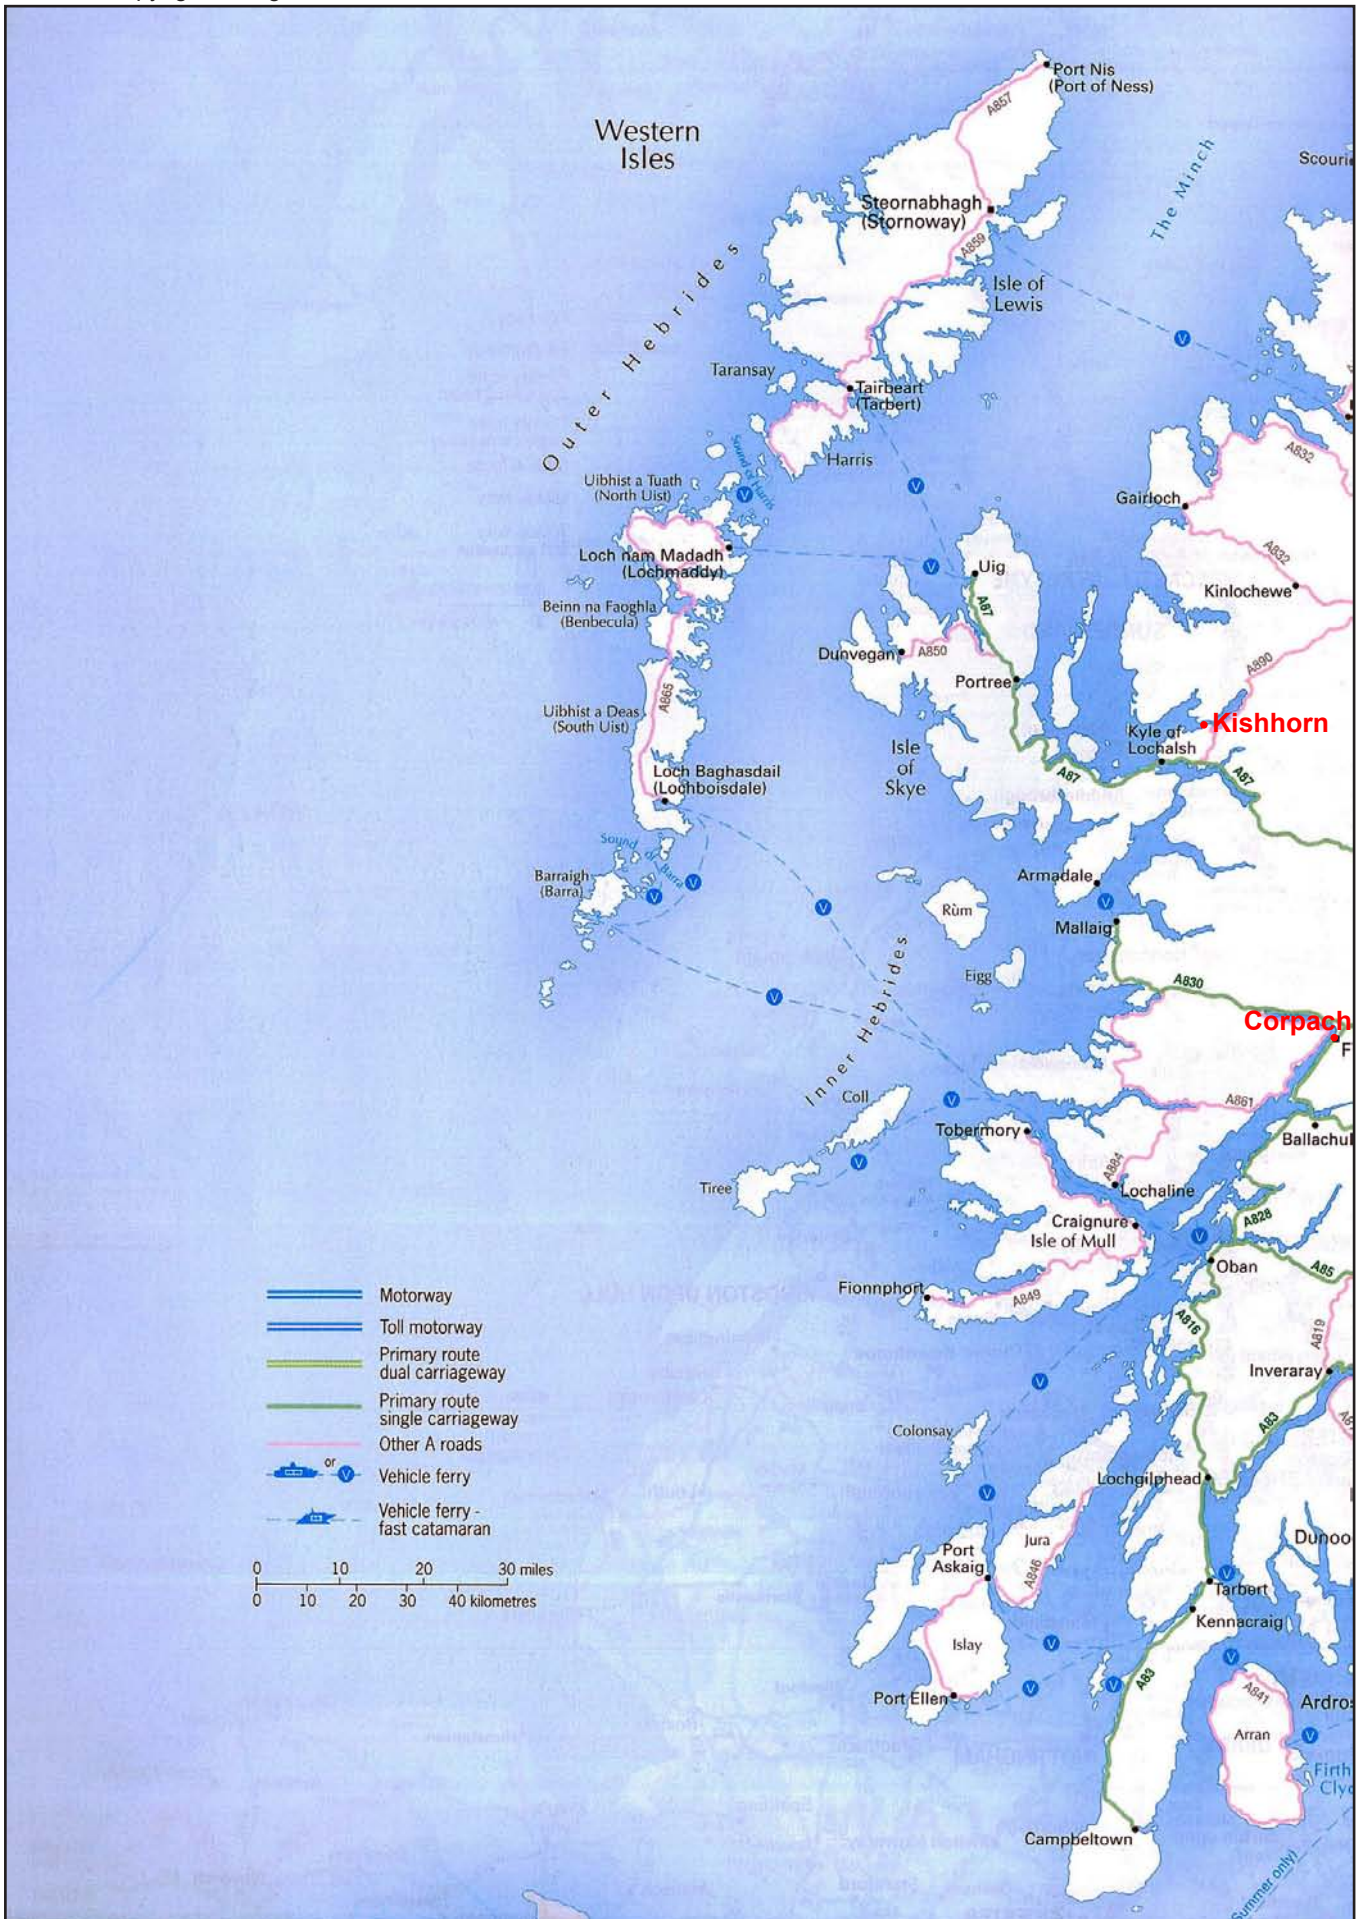 Port Nis
(Port of Ness)
A857
Western
Isles
The Minch
Steornabhagh
(Stornoway)
A859
Isle of
Lewis
Outer Hebrides
V
Taransay
Tairbeart
(Tarbert)
Harris
Sound of Harris
A832
Uibhist a Tuath
(North Uist)
V
V
Gairloch
Loch nam Madadh
(Lochmaddy)
V
Uig
A832
Kinlochewe
A87
Beinn na Faoghla
(Benbecula)
Dunvegan
A850
A890
Portree
A865
Uibhist a Deas
(South Uist)
Kishhorn
Kyle of
Lochalsh
Isle
of
Skye
A87
A87
Loch Baghasdail
(Lochboisdale)
Sound of Barra
Barraigh
(Barra)
V
V
V
Armadale
V
Rùm
Mallaig
Eigg
A830
V
Inner Hebrides
Corpach
F
Coll
V
A861
Tobermory
Ballachul
V
A884
Tiree
Lochaline
Craignure
Isle of Mull
A828
V
Oban
A85
Fionnphort
A849
A816
A819
Motorway
Toll motorway
Primary route
dual carriageway
Primary route
single carriageway
Other A roads
or
V
Vehicle ferry
Vehicle ferry -
fast catamaran
0 10 20 30 miles
0 10 20 30 40 kilometres
Inveraray
V
Colonsay
A83
Lochgilphead
V
Jura
Port
Askaig
A846
Dunoo
V
Tarbert
Kennacraig
Islay
V
V
Port Ellen
V
V
A83
A841
Ardros
Arran
V
Firth
Clyd
Campbeltown
Summer only)